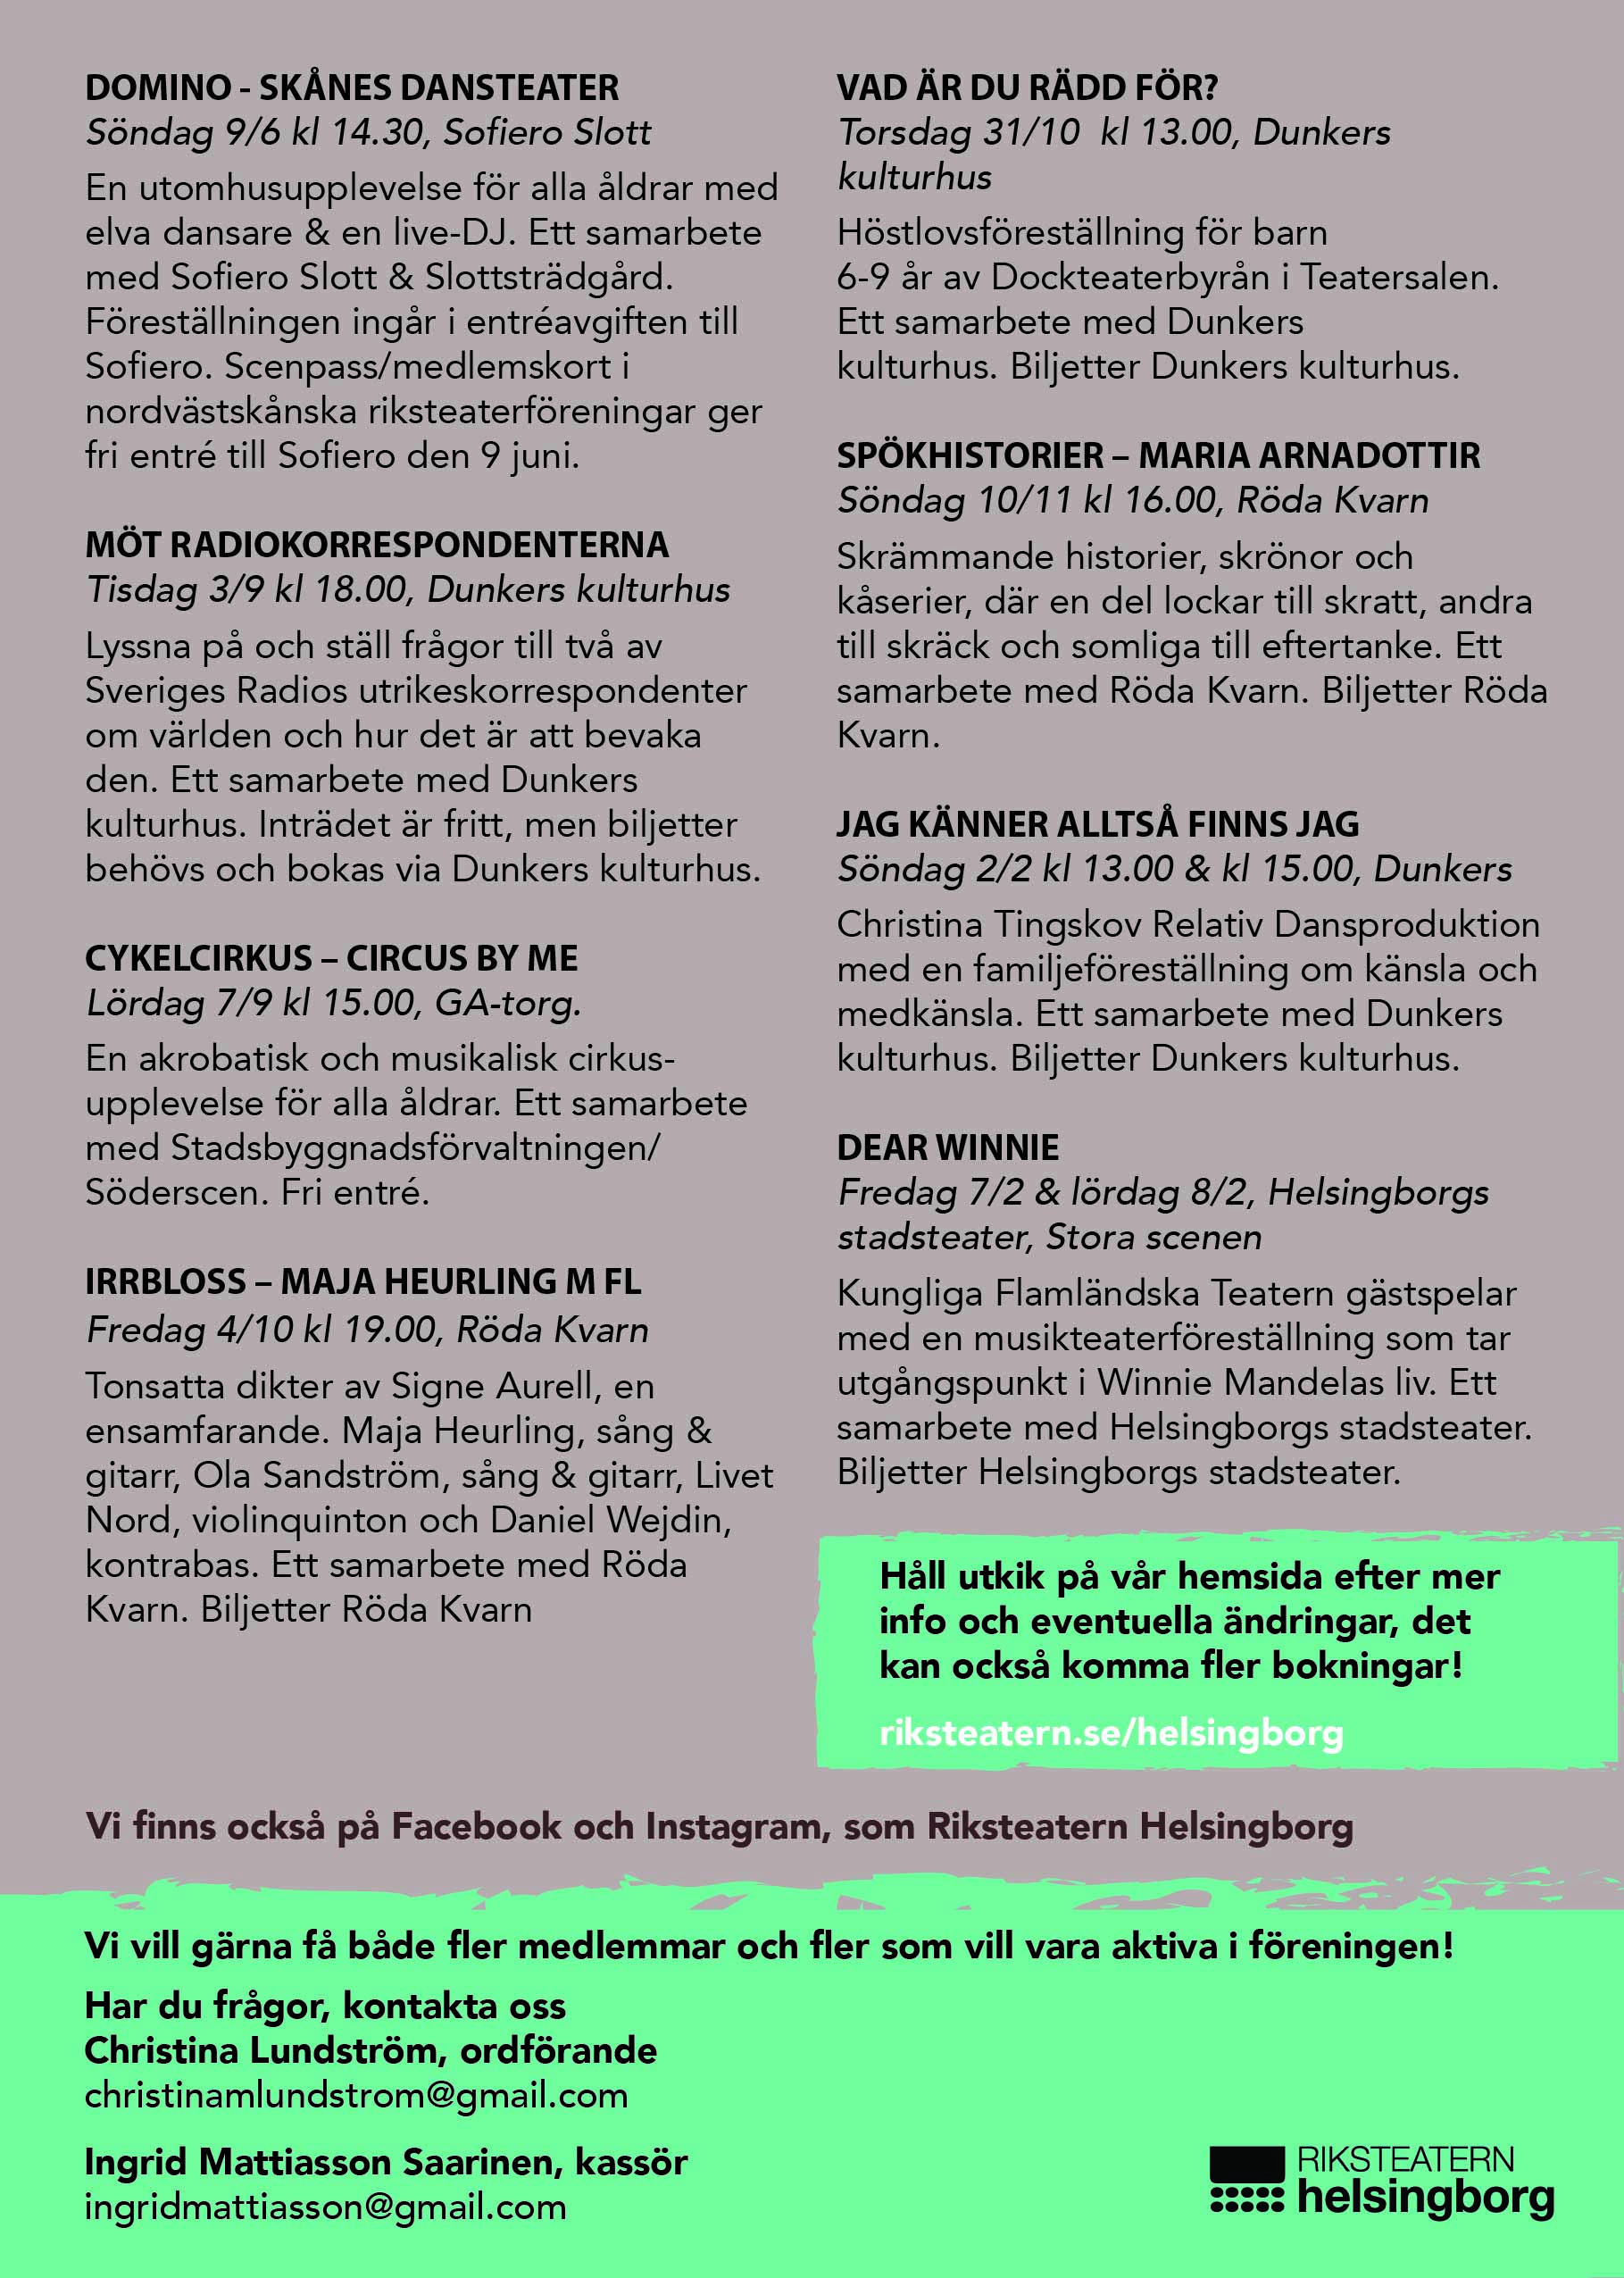 DOMINO - SKÅNES DANSTEATER
Söndag 9/6 kl 14.30, Sofiero Slott
En utomhusupplevelse för alla åldrar med
elva dansare & en live-DJ. Ett samarbete
med Sofiero Slott & Slottsträdgård.
Föreställningen ingår i entréavgiften till
Sofiero. Scenpass/medlemskort i
nordvästskånska riksteaterföreningar ger
fri entré till Sofiero den 9 juni.
MÖT RADIOKORRESPONDENTERNA
Tisdag 3/9 kl 18.00, Dunkers kulturhus
Lyssna på och ställ frågor till två av
Sveriges Radios utrikeskorrespondenter
om världen och hur det är att bevaka
den. Ett samarbete med Dunkers
kulturhus. Inträdet är fritt, men biljetter
behövs och bokas via Dunkers kulturhus.
CYKELCIRKUS – CIRCUS BY ME
Lördag 7/9 kl 15.00, GA-torg.
En akrobatisk och musikalisk cirkus-
upplevelse för alla åldrar. Ett samarbete
med Stadsbyggnadsförvaltningen/
Söderscen. Fri entré.
IRRBLOSS – MAJA HEURLING M FL
Fredag 4/10 kl 19.00, Röda Kvarn
Tonsatta dikter av Signe Aurell, en
ensamfarande. Maja Heurling, sång &
gitarr, Ola Sandström, sång & gitarr, Livet
Nord, violinquinton och Daniel Wejdin,
kontrabas. Ett samarbete med Röda
Kvarn. Biljetter Röda Kvarn
VAD ÄR DU RÄDD FÖR?
Torsdag 31/10 kl 13.00, Dunkers
kulturhus
Höstlovsföreställning för barn
6-9 år av Dockteaterbyrån i Teatersalen.
Ett samarbete med Dunkers
kulturhus. Biljetter Dunkers kulturhus.
SPÖKHISTORIER – MARIA ARNADOTTIR
Söndag 10/11 kl 16.00, Röda Kvarn
Skrämmande historier, skrönor och
kåserier, där en del lockar till skratt, andra
till skräck och somliga till eftertanke. Ett
samarbete med Röda Kvarn. Biljetter Röda
Kvarn.
JAG KÄNNER ALLTSÅ FINNS JAG
Söndag 2/2 kl 13.00 & kl 15.00, Dunkers
Christina Tingskov Relativ Dansproduktion
med en familjeföreställning om känsla och
medkänsla. Ett samarbete med Dunkers
kulturhus. Biljetter Dunkers kulturhus.
DEAR WINNIE
Fredag 7/2 & lördag 8/2, Helsingborgs
stadsteater, Stora scenen
Kungliga Flamländska Teatern gästspelar
med en musikteaterföreställning som tar
utgångspunkt i Winnie Mandelas liv. Ett
samarbete med Helsingborgs stadsteater.
Biljetter Helsingborgs stadsteater.
Håll utkik på vår hemsida efter mer
info och eventuella ändringar, det
kan också komma fler bokningar!
riksteatern.se/helsingborg
Vi finns också på Facebook och Instagram, som Riksteatern Helsingborg
Vi vill gärna få både fler medlemmar och fler som vill vara aktiva i föreningen!
Har du frågor, kontakta oss
Christina Lundström, ordförande
christinamlundstrom@gmail.com
Ingrid Mattiasson Saarinen, kassör
ingridmattiasson@gmail.com
RIKSTEATERN
helsingborg